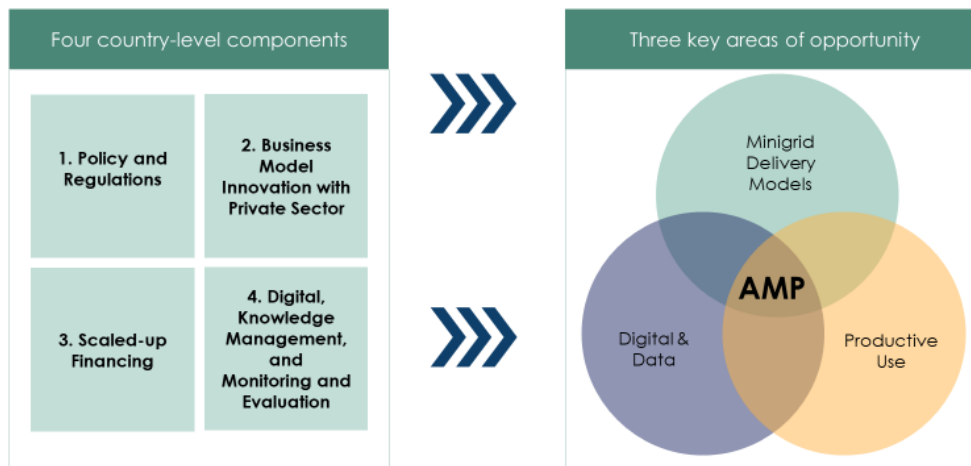 Four country-level components
1. Policy and
Regulations
2. Business
Model
Innovation with
Private Sector
3. Scaled-up
Financing
4. Digital,
Knowledge
Management,
and
Monitoring and
Evaluation
Three key areas of opportunity
Minigrid
Delivery
Models
AMP
Digital &
Data
Productive
Use